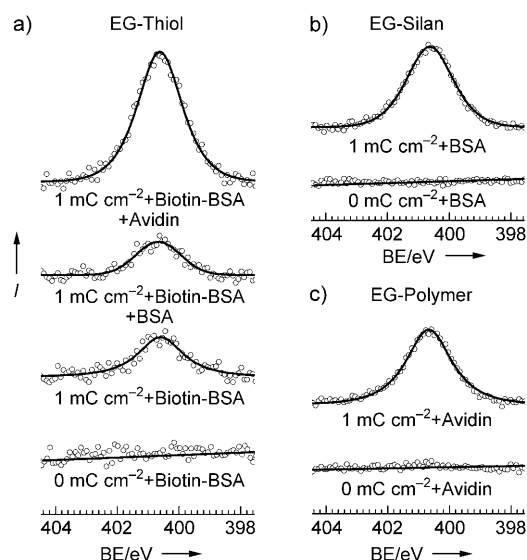 a) EG-Thiol
1 mC cm⁻²+Biotin-BSA
+Avidin
1 mC cm⁻²+Biotin-BSA
+BSA
1 mC cm⁻²+Biotin-BSA
0 mC cm⁻²+Biotin-BSA
I
404 402 400 398
BE/eV
b) EG-Silan
1 mC cm⁻²+BSA
0 mC cm⁻²+BSA
404 402 400 398
BE/eV
c) EG-Polymer
1 mC cm⁻²+Avidin
0 mC cm⁻²+Avidin
404 402 400 398
BE/eV